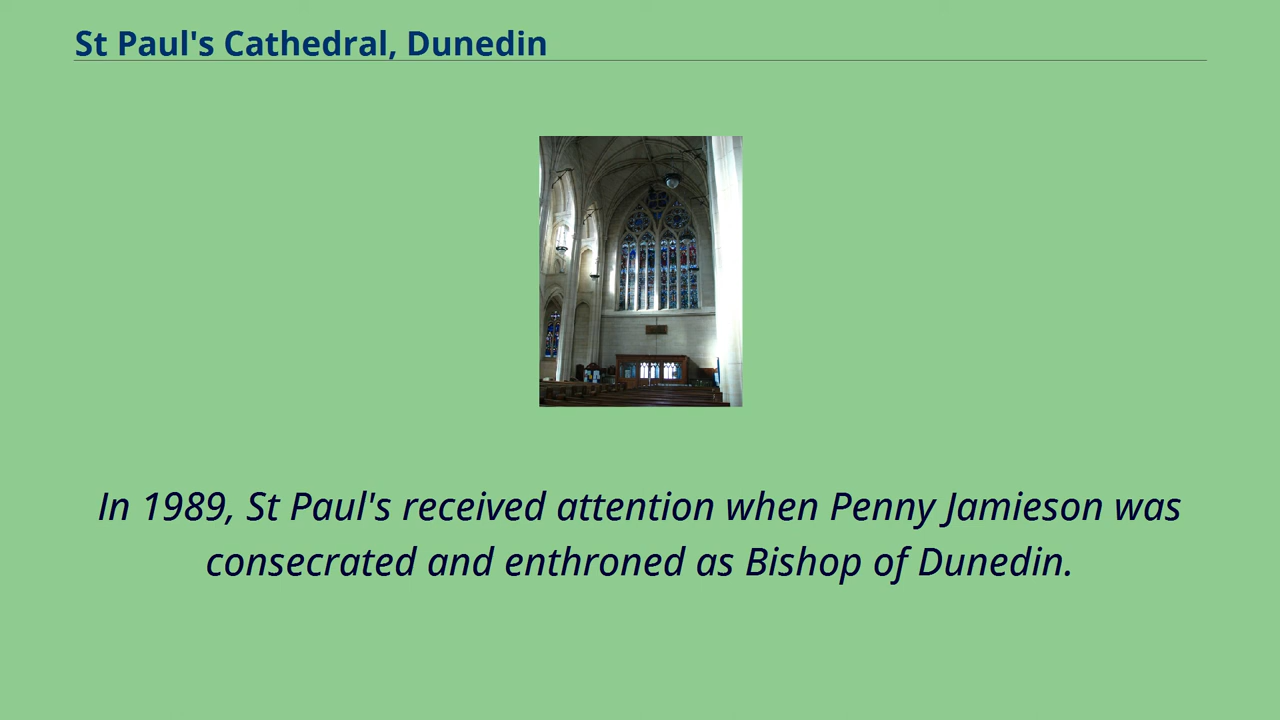 St Paul's Cathedral, Dunedin
In 1989, St Paul's received attention when Penny Jamieson was
consecrated and enthroned as Bishop of Dunedin.